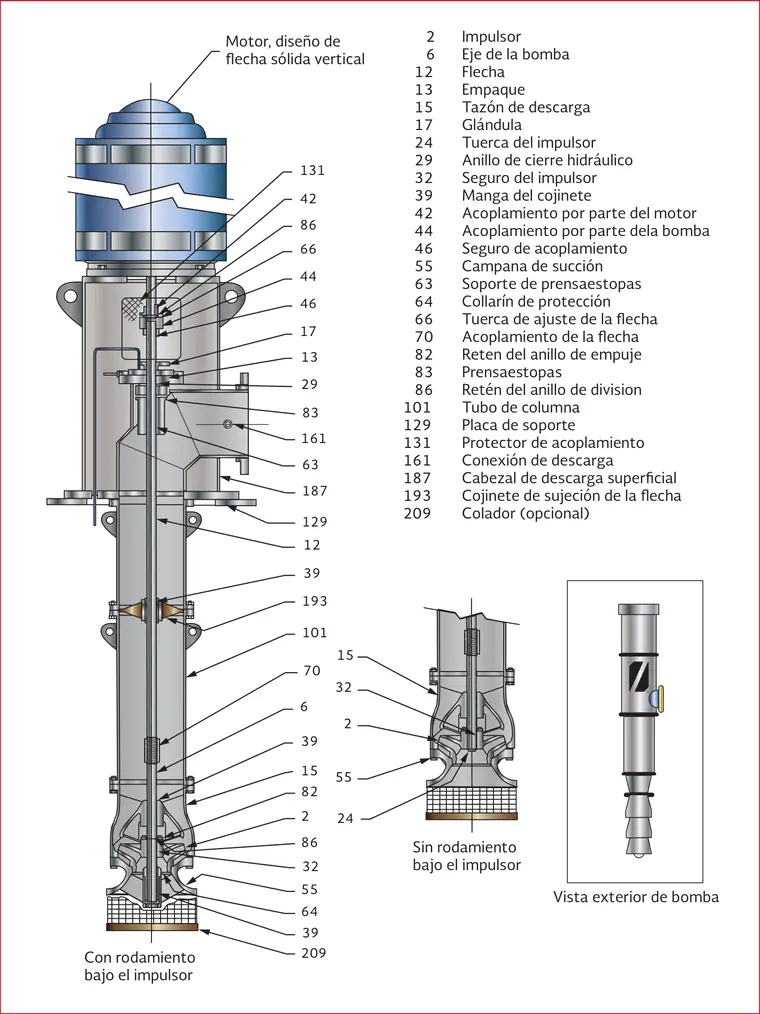 Motor, diseño de
flecha sólida vertical
2 Impulsor
6 Eje de la bomba
12 Flecha
13 Empaque
15 Tazón de descarga
17 Glándula
24 Tuerca del impulsor
29 Anillo de cierre hidráulico
32 Seguro del impulsor
39 Manga del cojinete
42 Acoplamiento por parte del motor
44 Acoplamiento por parte dela bomba
46 Seguro de acoplamiento
55 Campana de succión
63 Soporte de prensaestopas
64 Collarín de protección
66 Tuerca de ajuste de la flecha
70 Acoplamiento de la flecha
82 Reten del anillo de empuje
83 Prensaestopas
86 Retén del anillo de division
101 Tubo de columna
129 Placa de soporte
131 Protector de acoplamiento
161 Conexión de descarga
187 Cabezal de descarga superficial
193 Cojinete de sujeción de la flecha
209 Colador (opcional)
131
42
86
66
44
46
17
13
29
83
161
63
187
129
12
39
193
101
70
6
39
15
82
2
86
32
55
64
39
209
Con rodamiento
bajo el impulsor
15
32
2
55
24
Sin rodamiento
bajo el impulsor
Vista exterior de bomba